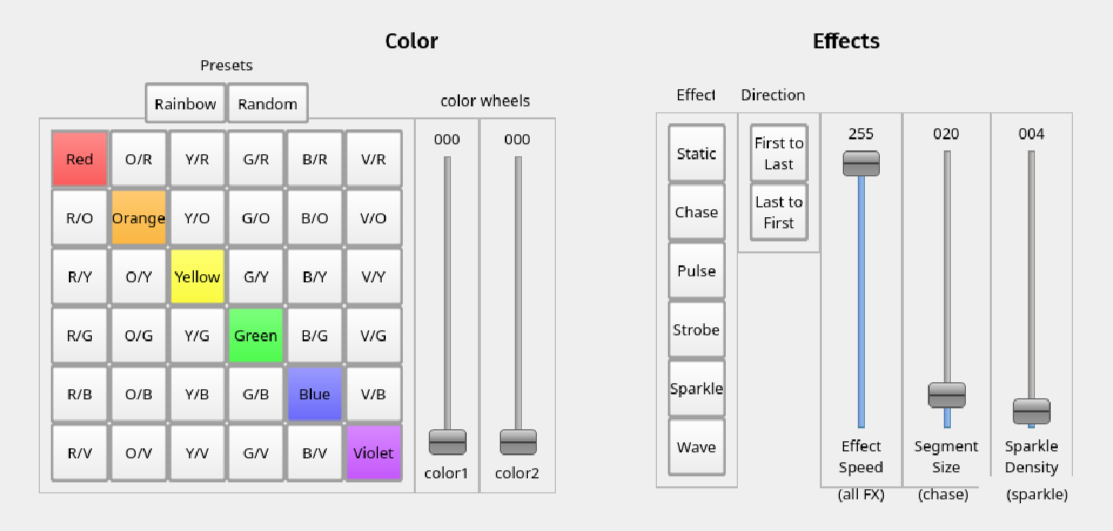 Color
Presets
Rainbow Random
color wheels
Red O/R Y/R G/R B/R V/R
R/O Orange Y/O G/O B/O V/O
R/Y O/Y Yellow G/Y B/Y V/Y
R/G O/G Y/G Green B/G V/G
R/B O/B Y/B G/B Blue V/B
R/V O/V Y/V G/V B/V Violet
000 000
color1 color2
Effects
Effect Direction
Static
Chase
Pulse
Strobe
Sparkle
Wave
First to
Last
Last to
First
255 020 004
Effect
Speed
(all FX)
Segment
Size
(chase)
Sparkle
Density
(sparkle)